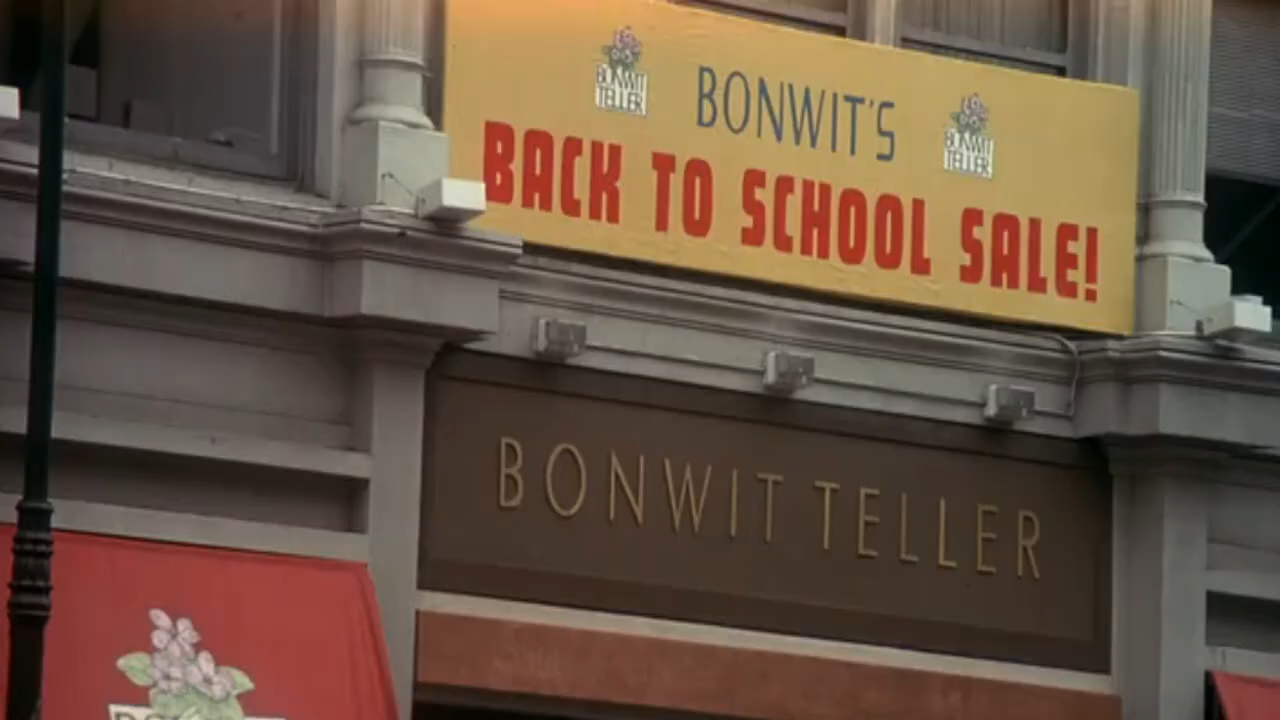 BONWIT
TELLER
BONWIT'S
BONWIT
TELLER
BACK TO SCHOOL SALE!
BONWIT TELLER